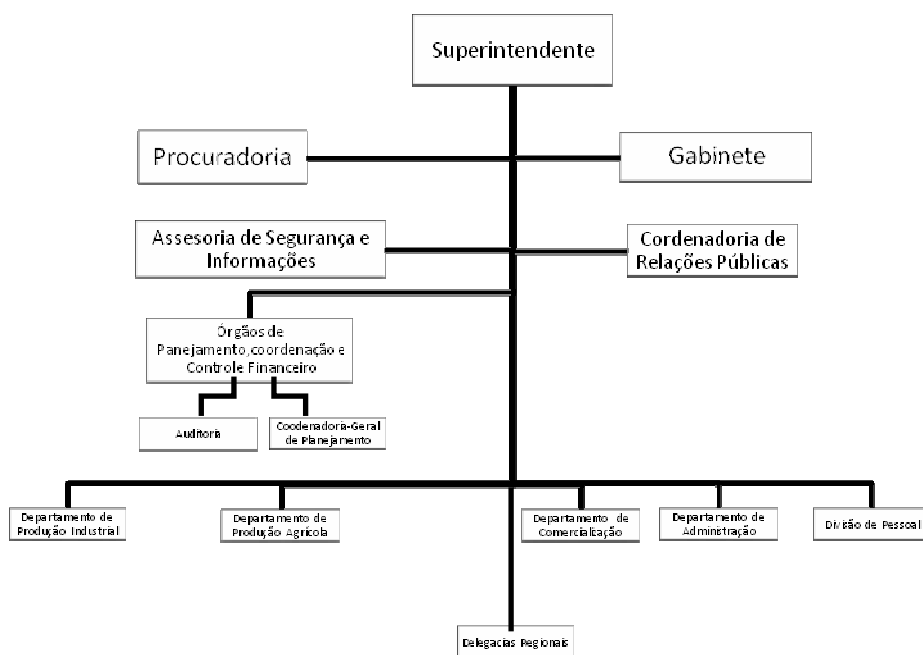 Superintendente
Procuradoria
Gabinete
Assesoria de Segurança e
Informações
Cordenadoria de
Relações Públicas
Órgãos de
Panejamento,coordenação e
Controle Financeiro
Auditoria
Coodenadoria-Geral
de Planejamento
Departamento de
Produção Industrial
Departamento de
Produção Agrícola
Departamento de
Comercialização
Departamento de
Administração
Divisão de Pessoal
Delegacias Regionais